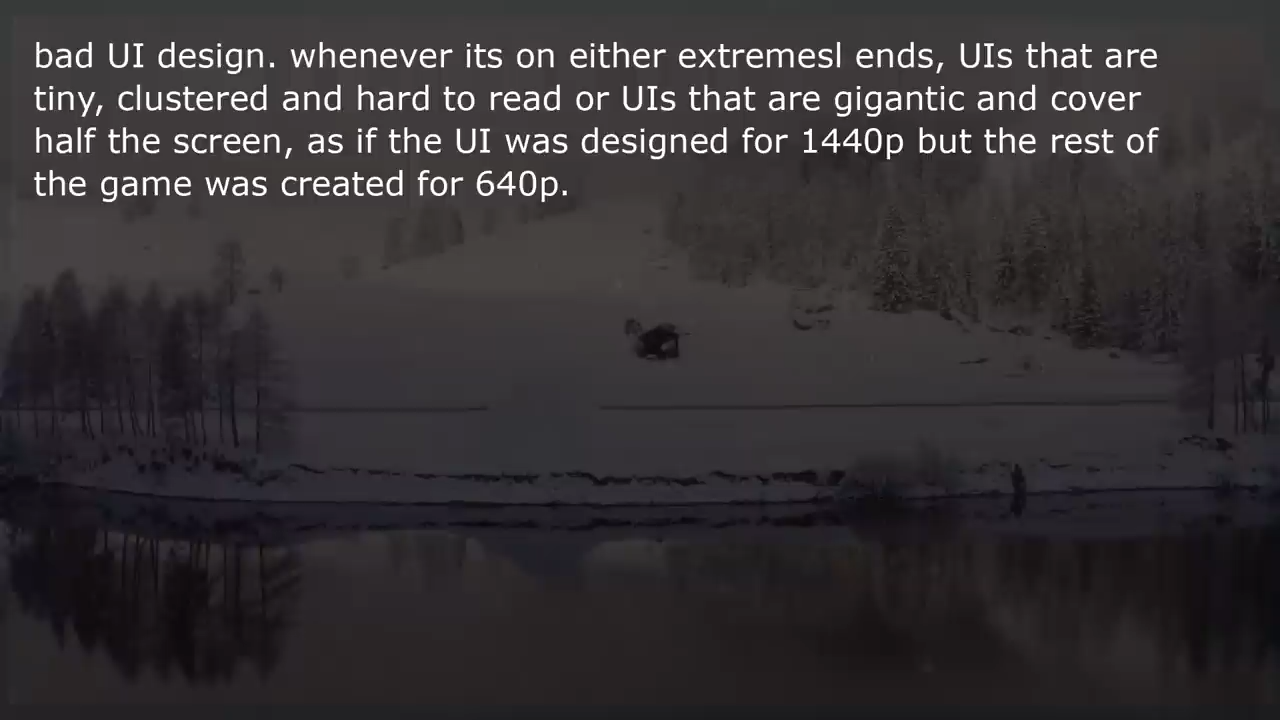 bad UI design. whenever its on either extremesl ends, UIs that are
tiny, clustered and hard to read or UIs that are gigantic and cover
half the screen, as if the UI was designed for 1440p but the rest of
the game was created for 640p.